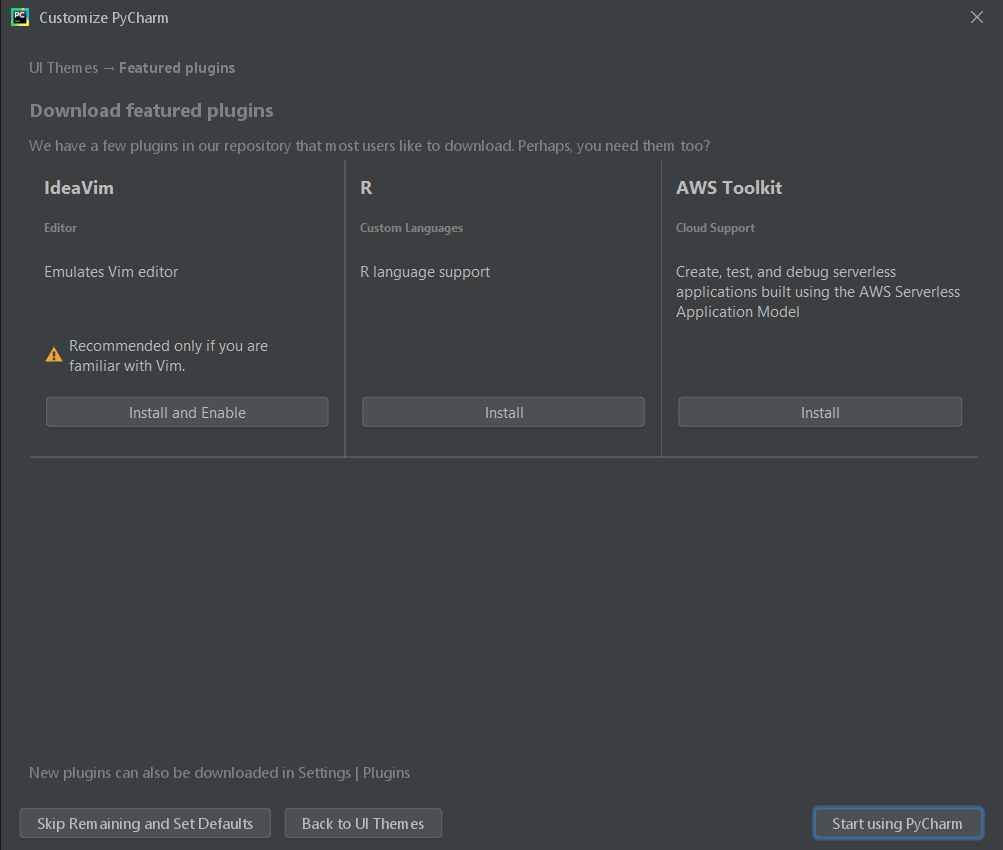 PC
Customize PyCharm
UI Themes → Featured plugins
Download featured plugins
We have a few plugins in our repository that most users like to download. Perhaps, you need them too?
IdeaVim
Editor
Emulates Vim editor
Recommended only if you are
familiar with Vim.
Install and Enable
R
Custom Languages
R language support
Install
AWS Toolkit
Cloud Support
Create, test, and debug serverless
applications built using the AWS Serverless
Application Model
Install
New plugins can also be downloaded in Settings | Plugins
Skip Remaining and Set Defaults
Back to UI Themes
Start using PyCharm